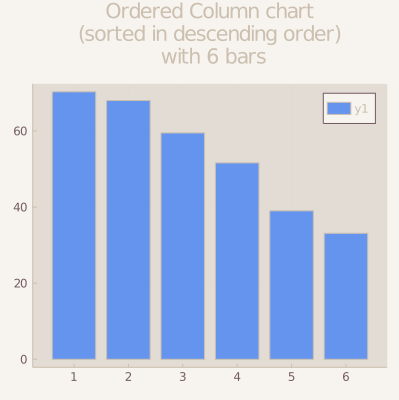 Ordered Column chart
(sorted in descending order)
with 6 bars
y1
60
40
20
0
1 2 3 4 5 6